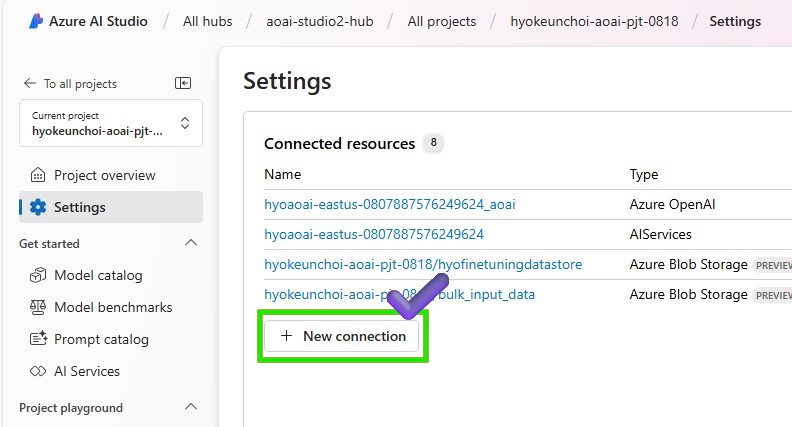 Azure AI Studio / All hubs / aoai-studio2-hub / All projects / hyokeunchoi-aoai-pjt-0818 / Settings
To all projects
Current project
hyokeunchoi-aoai-pjt-...
Project overview
Settings
Get started
Model catalog
Model benchmarks
Prompt catalog
AI Services
Project playground
Settings
Connected resources 8
Name Type
hyoaoai-eastus-0807887576249624_aoai Azure OpenAI
hyoaoai-eastus-0807887576249624 AIServices
hyokeunchoi-aoai-pjt-0818/hyofinetuningdatastore Azure Blob Storage PREVIEW
bulk_input_data Azure Blob Storage PREVIEW
+ New connection